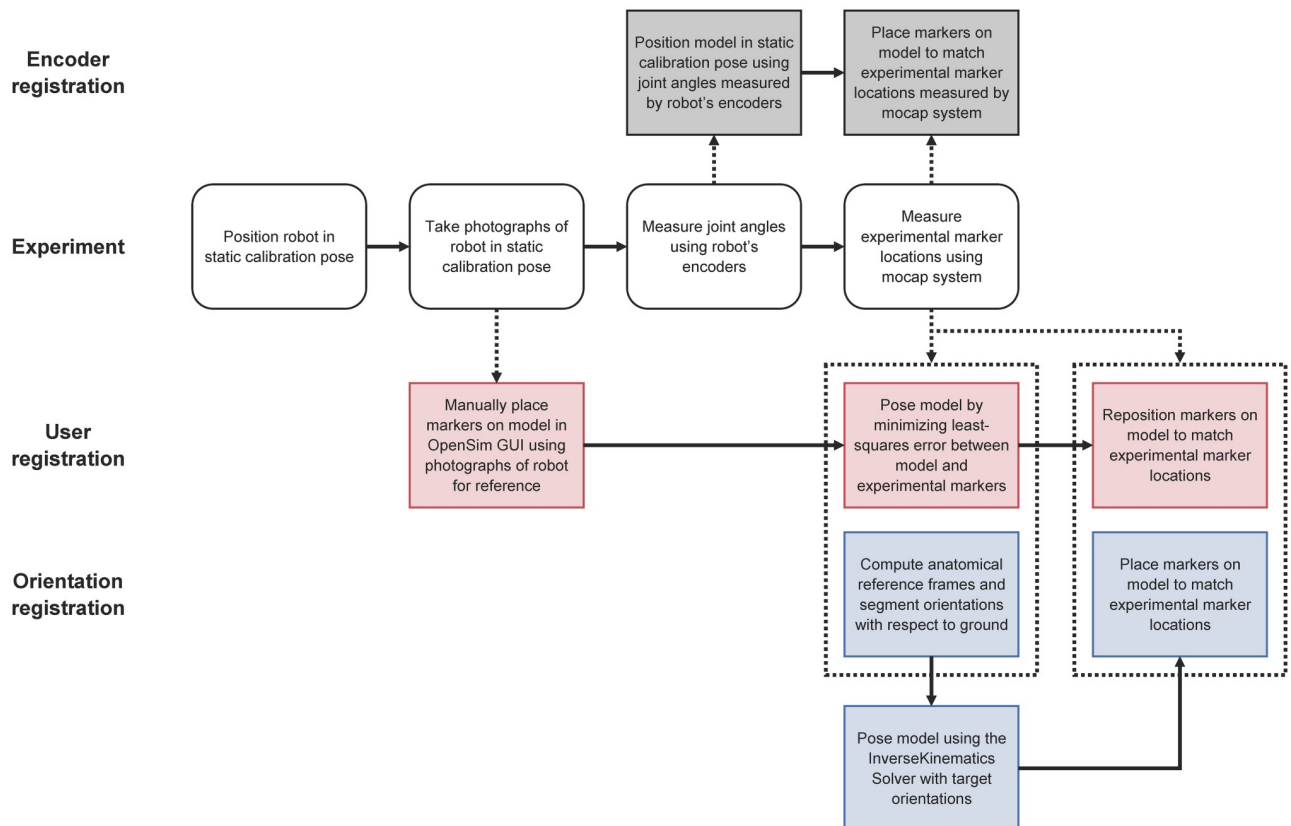 Encoder
registration
Position model in static
calibration pose using
joint angles measured
by robot's encoders
Place markers on
model to match
experimental marker
locations measured by
mocap system
Experiment
Position robot in
static calibration pose
Take photographs of
robot in static
calibration pose
Measure joint angles
using robot's
encoders
Measure
experimental marker
locations using
mocap system
User
registration
Manually place
markers on model in
OpenSim GUI using
photographs of robot
for reference
Pose model by
minimizing least-
squares error between
model and
experimental markers
Reposition markers on
model to match
experimental marker
locations
Orientation
registration
Compute anatomical
reference frames and
segment orientations
with respect to ground
Place markers on
model to match
experimental marker
locations
Pose model using the
InverseKinematics
Solver with target
orientations